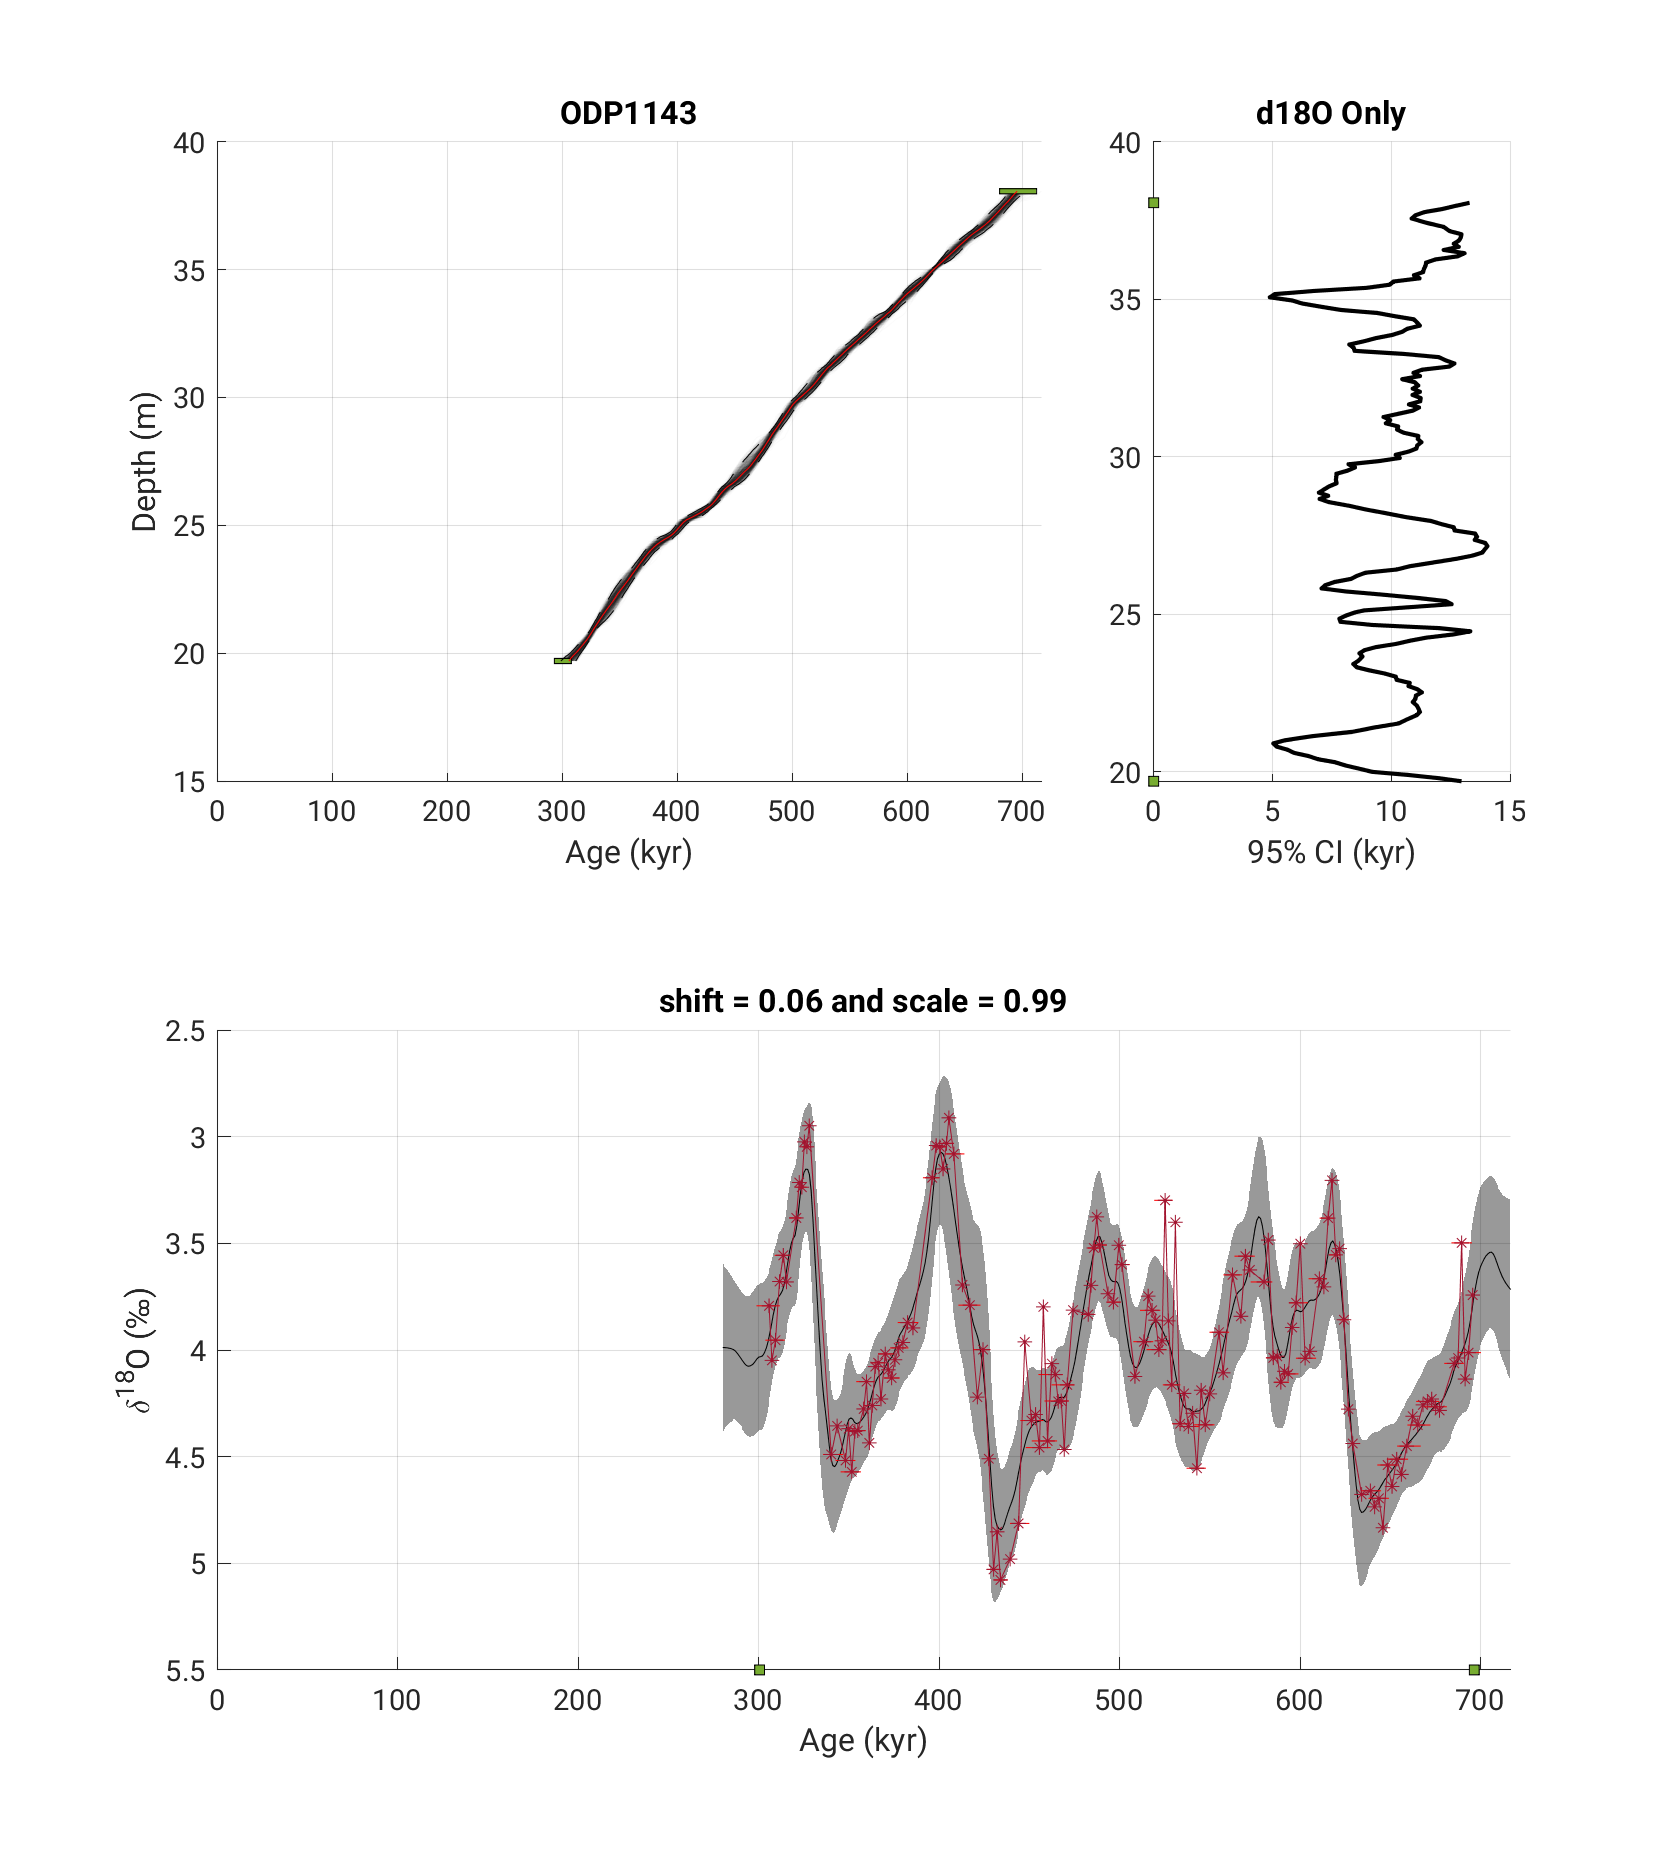 ODP1143
40
35
30
25
20
15
Depth (m)
0 100 200 300 400 500 600 700
Age (kyr)
d18O Only
40
35
30
25
20
0 5 10 15
95% CI (kyr)
shift = 0.06 and scale = 0.99
2.5
3
3.5
4
4.5
5
5.5
δ18O (‰)
0 100 200 300 400 500 600 700
Age (kyr)